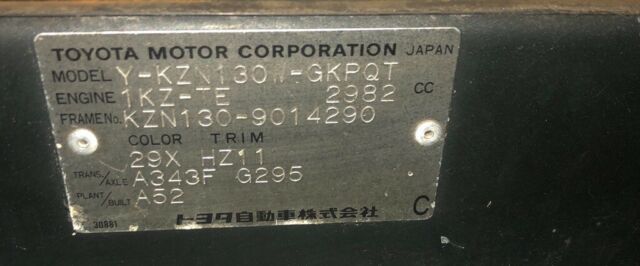 TOYOTA MOTOR CORPORATION JAPAN
MODEL Y-KZN130W-GKPQT
ENGINE 1KZ-TE 2982 CC
FRAME No. KZN130-9014290
COLOR TRIM
29X HZ11
TRANS./AXLE A343F G295
PLANT/BUILT A52
30881 トヨタ自動車株式会社 C